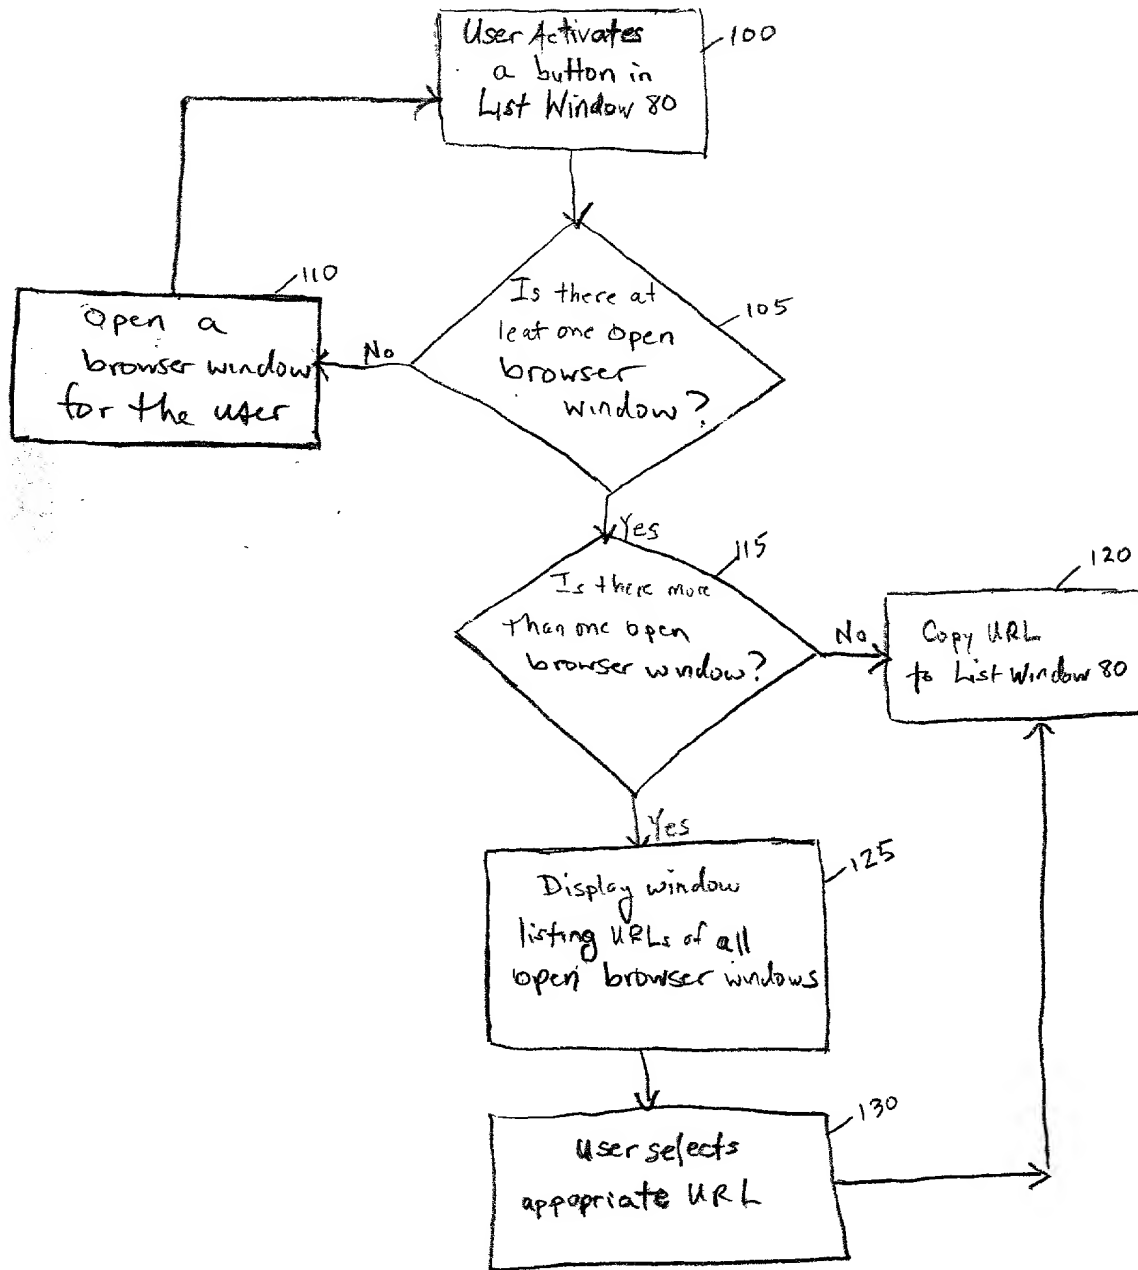 User Activates
a button in
List Window 80
100
110
Open a
browser window
for the user
No
Is there at
leat one open
browser
window?
105
Yes
115
Is there more
than one open
browser window?
No
120
Copy URL
to List Window 80
Yes
125
Display window
listing URLs of all
open browser windows
130
User selects
appopriate URL